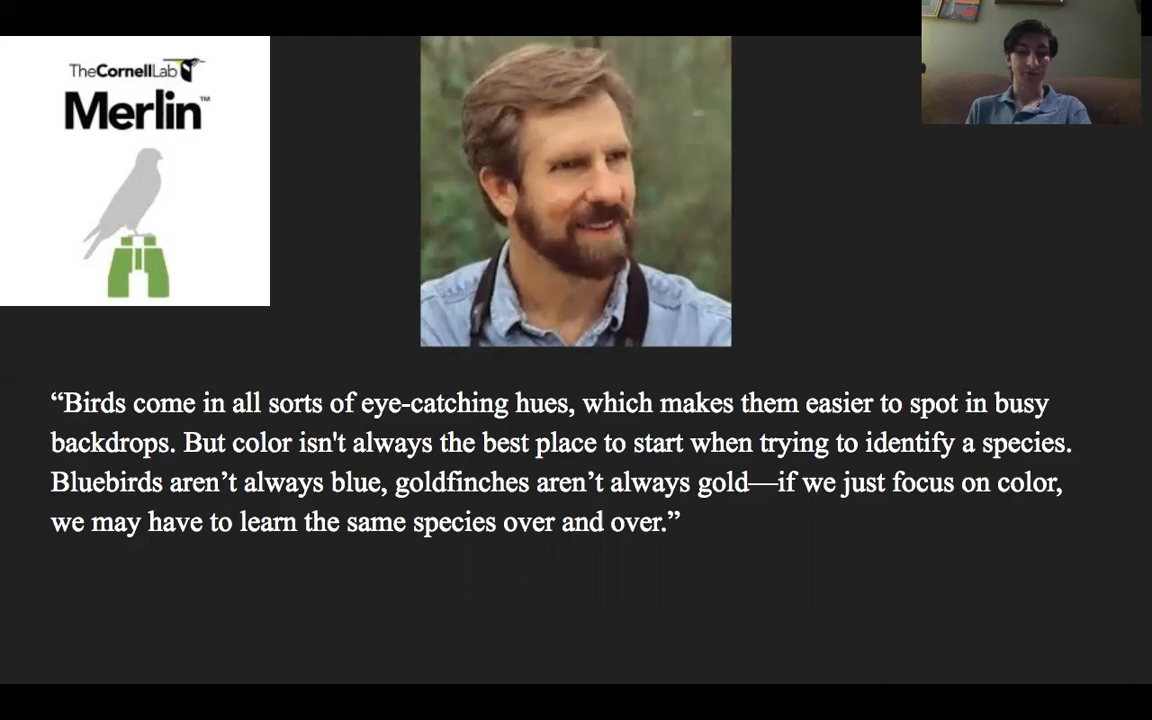 TheCornellLab
Merlin™
“Birds come in all sorts of eye-catching hues, which makes them easier to spot in busy
backdrops. But color isn't always the best place to start when trying to identify a species.
Bluebirds aren’t always blue, goldfinches aren’t always gold—if we just focus on color,
we may have to learn the same species over and over.”